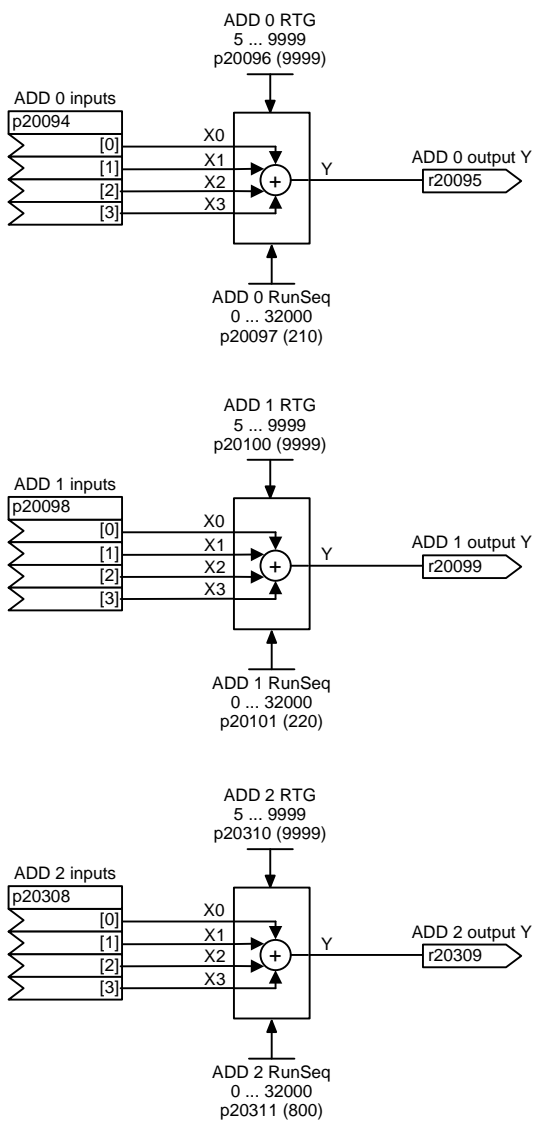 ADD 0 RTG
5 ... 9999
p20096 (9999)
ADD 0 inputs
p20094
[0] X0
[1] X1
[2] X2
[3] X3
+
Y
ADD 0 output Y
r20095
ADD 0 RunSeq
0 ... 32000
p20097 (210)
ADD 1 RTG
5 ... 9999
p20100 (9999)
ADD 1 inputs
p20098
[0] X0
[1] X1
[2] X2
[3] X3
+
Y
ADD 1 output Y
r20099
ADD 1 RunSeq
0 ... 32000
p20101 (220)
ADD 2 RTG
5 ... 9999
p20310 (9999)
ADD 2 inputs
p20308
[0] X0
[1] X1
[2] X2
[3] X3
+
Y
ADD 2 output Y
r20309
ADD 2 RunSeq
0 ... 32000
p20311 (800)